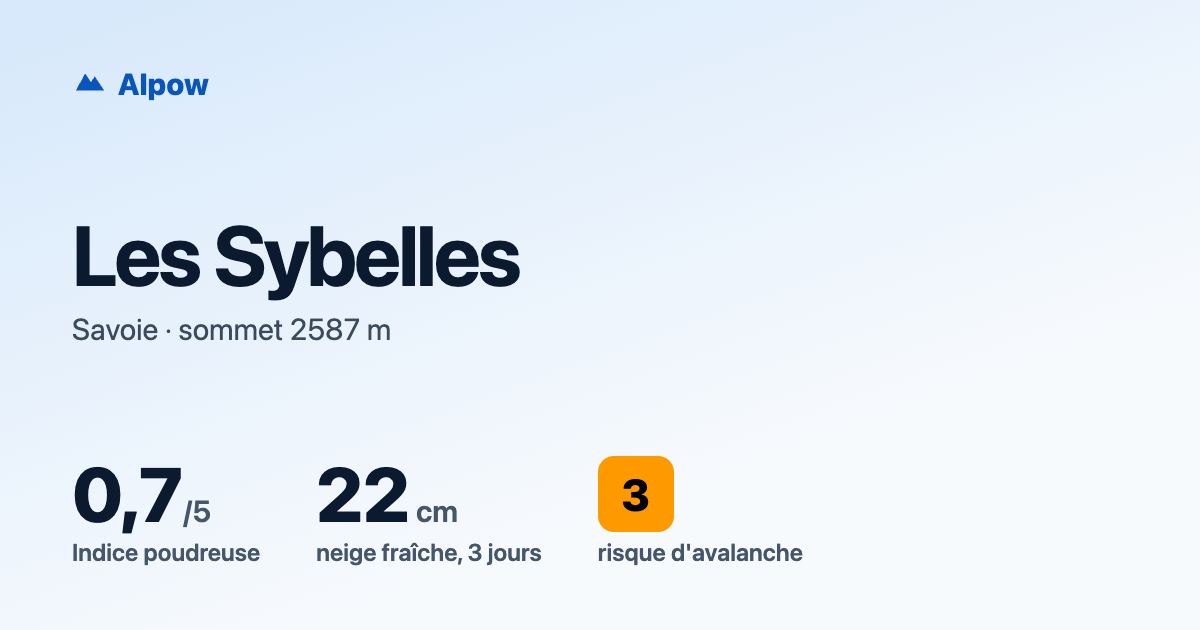 Alpow
Les Sybelles
Savoie · sommet 2587 m
0,7/5
Indice poudreuse
22 cm
neige fraîche, 3 jours
3
risque d'avalanche